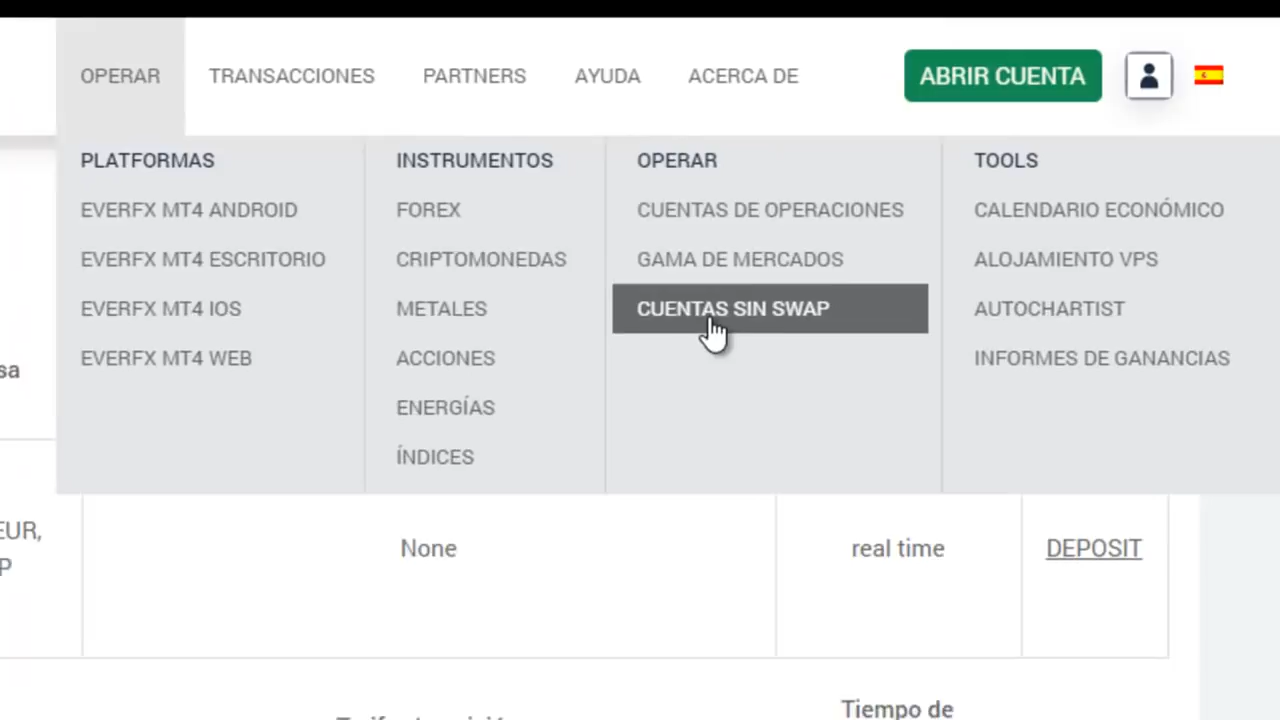 OPERAR TRANSACCIONES PARTNERS AYUDA ACERCA DE ABRIR CUENTA
PLATFORMAS
EVERFX MT4 ANDROID
EVERFX MT4 ESCRITORIO
EVERFX MT4 IOS
EVERFX MT4 WEB
INSTRUMENTOS
FOREX
CRIPTOMONEDAS
METALES
ACCIONES
ENERGÍAS
ÍNDICES
OPERAR
CUENTAS DE OPERACIONES
GAMA DE MERCADOS
CUENTAS SIN SWAP
TOOLS
CALENDARIO ECONÓMICO
ALOJAMIENTO VPS
AUTOCHARTIST
INFORMES DE GANANCIAS
sa
EUR,
P
None
real time
DEPOSIT
Tiempo de